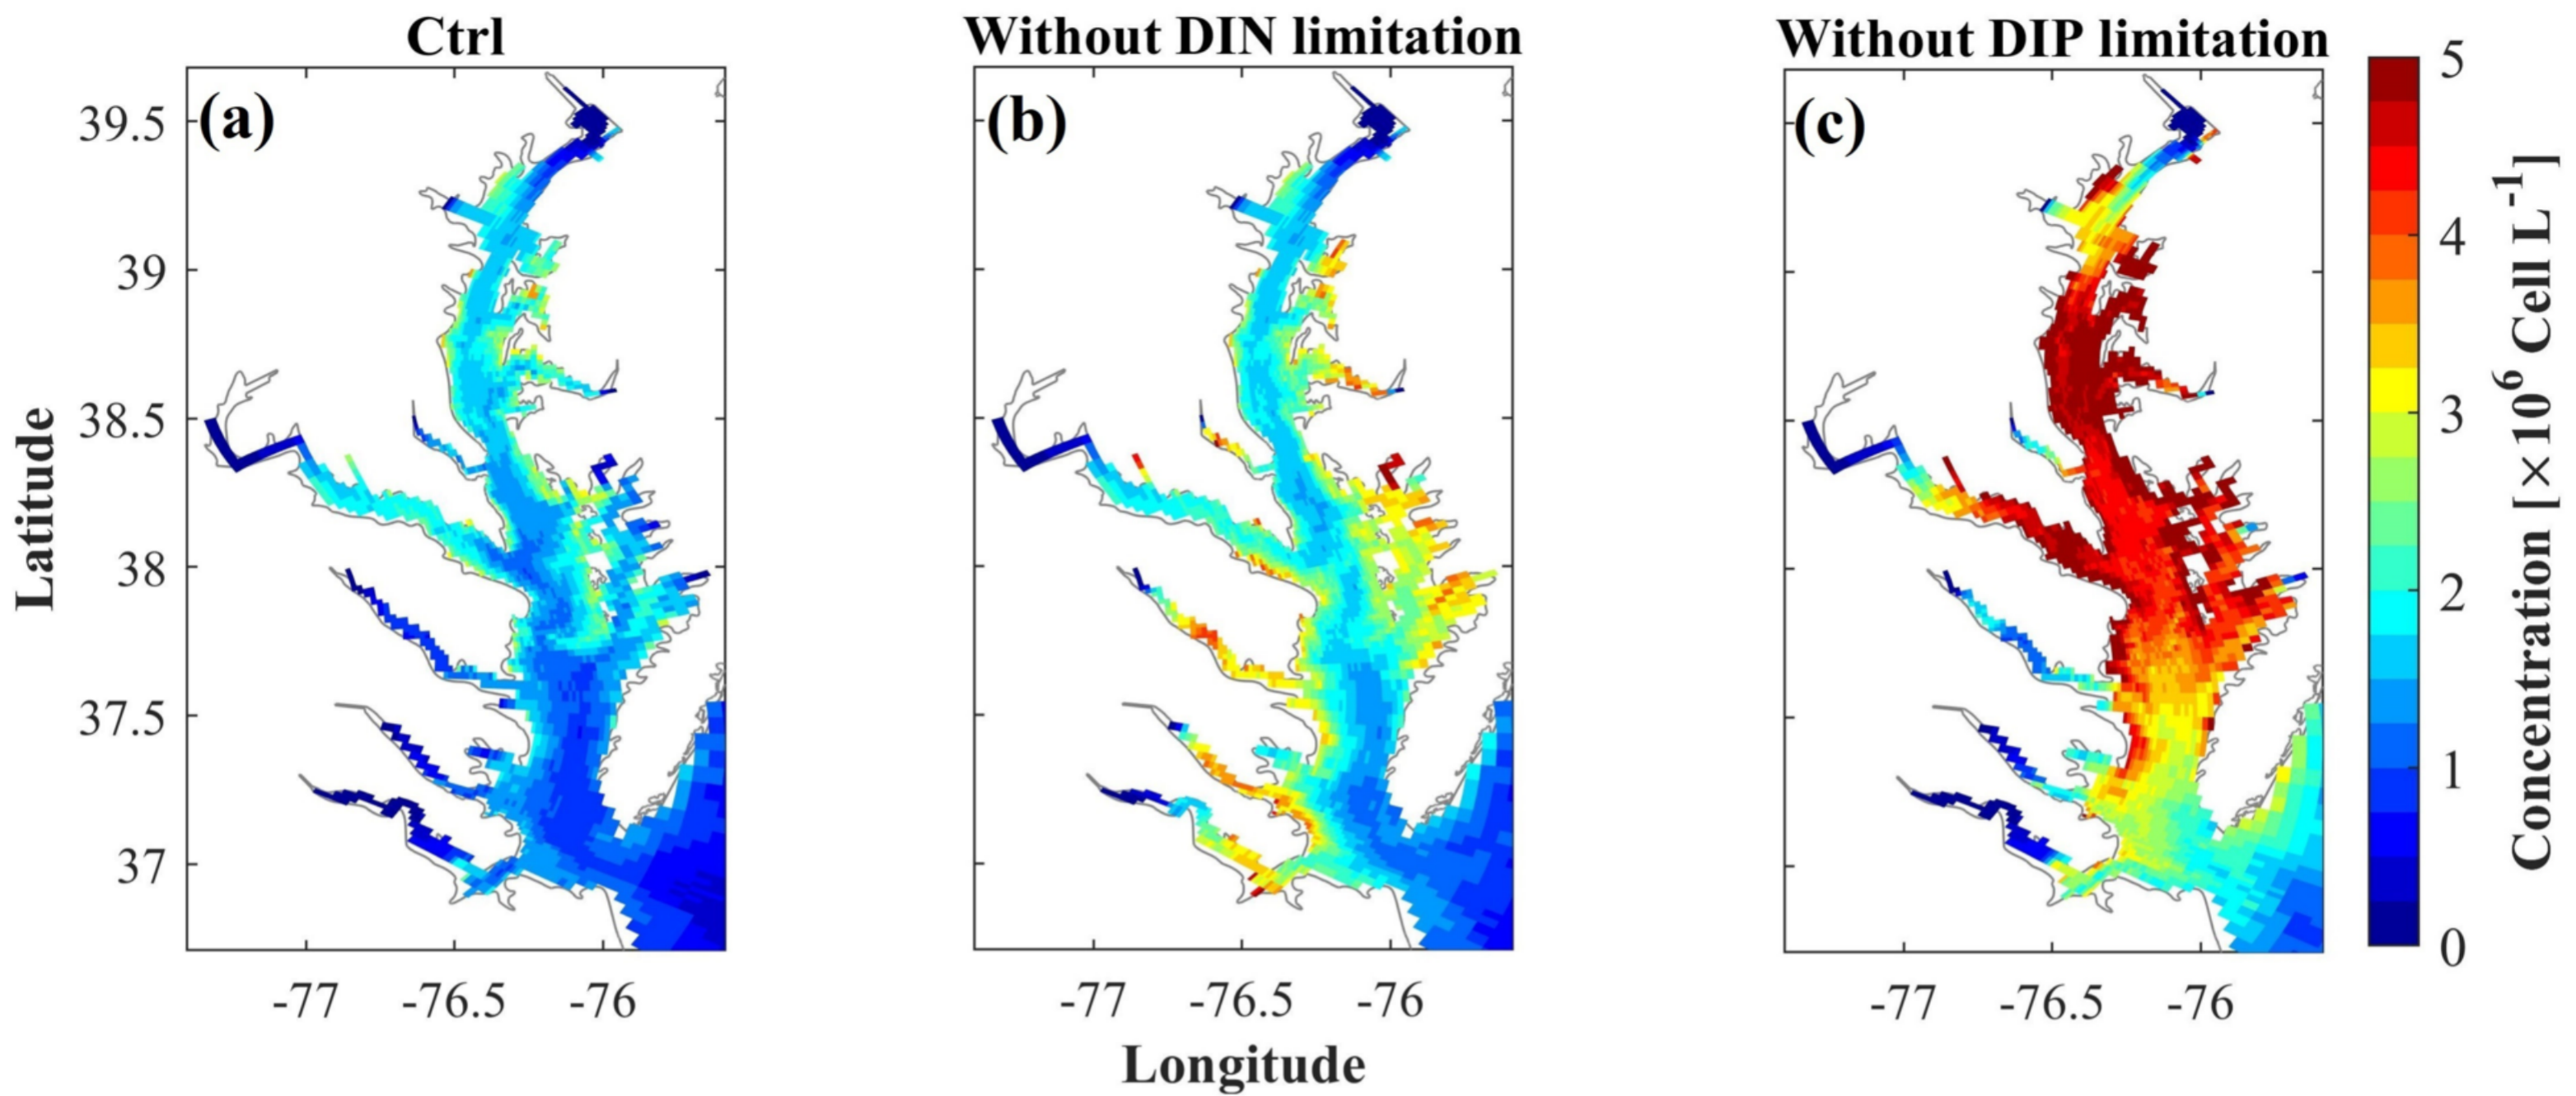 Ctrl
Without DIN limitation
Without DIP limitation
(a)
(b)
(c)
39.5
39
38.5
38
37.5
37
Latitude
-77
-76.5
-76
-77
-76.5
-76
-77
-76.5
-76
Longitude
5
4
3
2
1
0
Concentration [×10⁶ Cell L⁻¹]